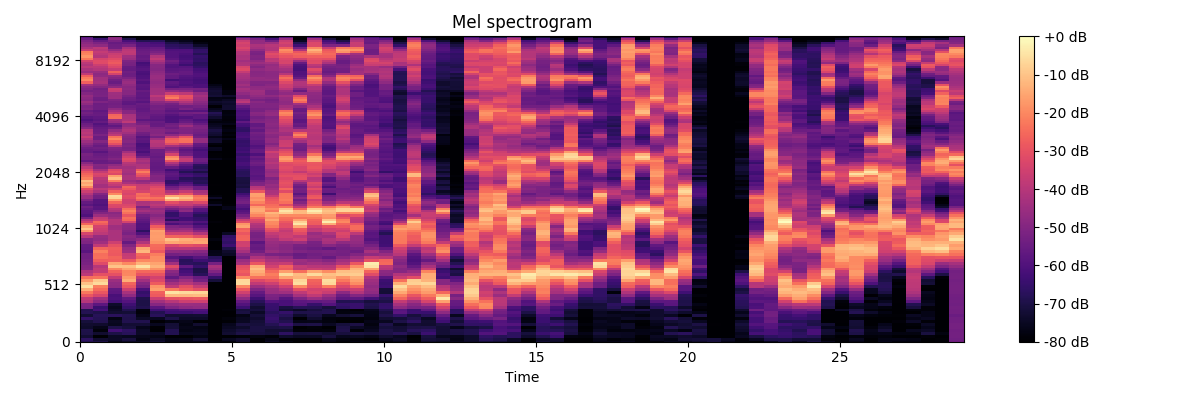 Mel spectrogram
Hz
8192
4096
2048
1024
512
0
0 5 10 15 20 25
Time
+0 dB
-10 dB
-20 dB
-30 dB
-40 dB
-50 dB
-60 dB
-70 dB
-80 dB